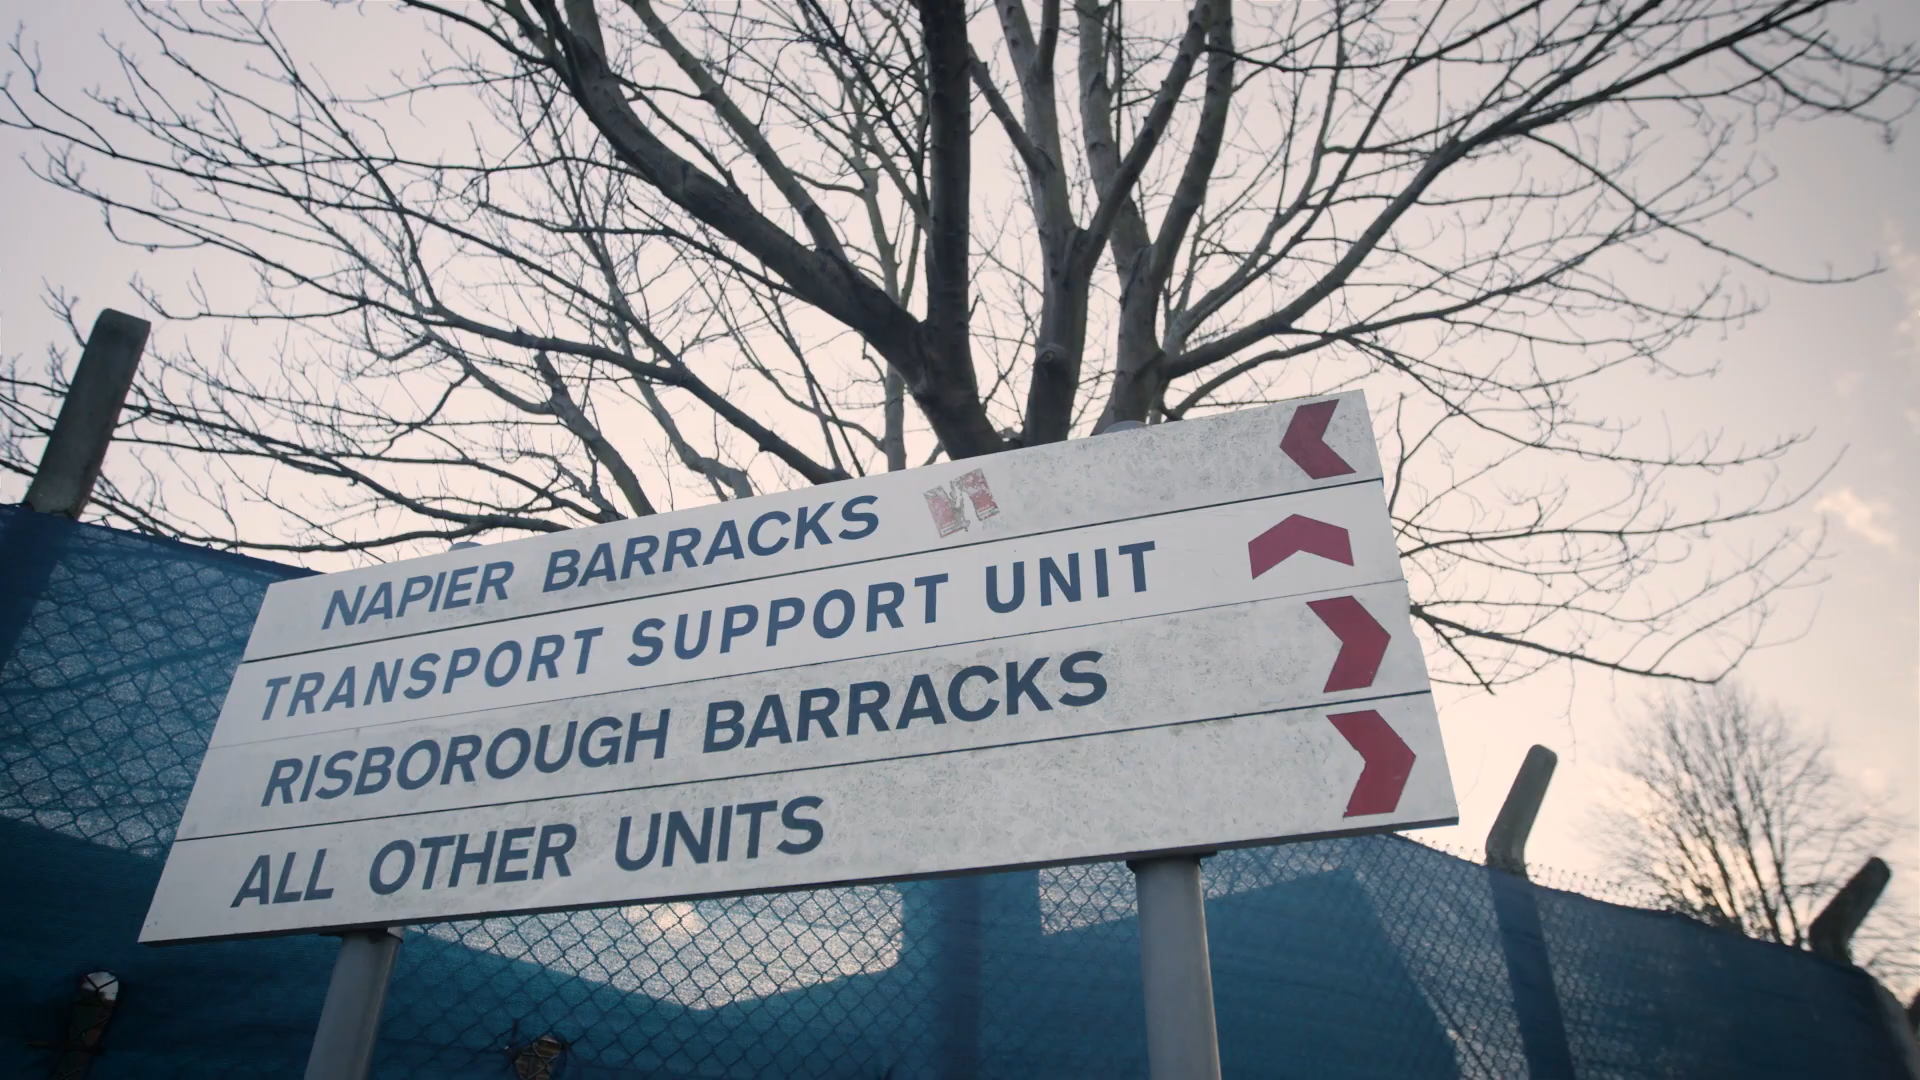 NAPIER BARRACKS
TRANSPORT SUPPORT UNIT
RISBOROUGH BARRACKS
ALL OTHER UNITS